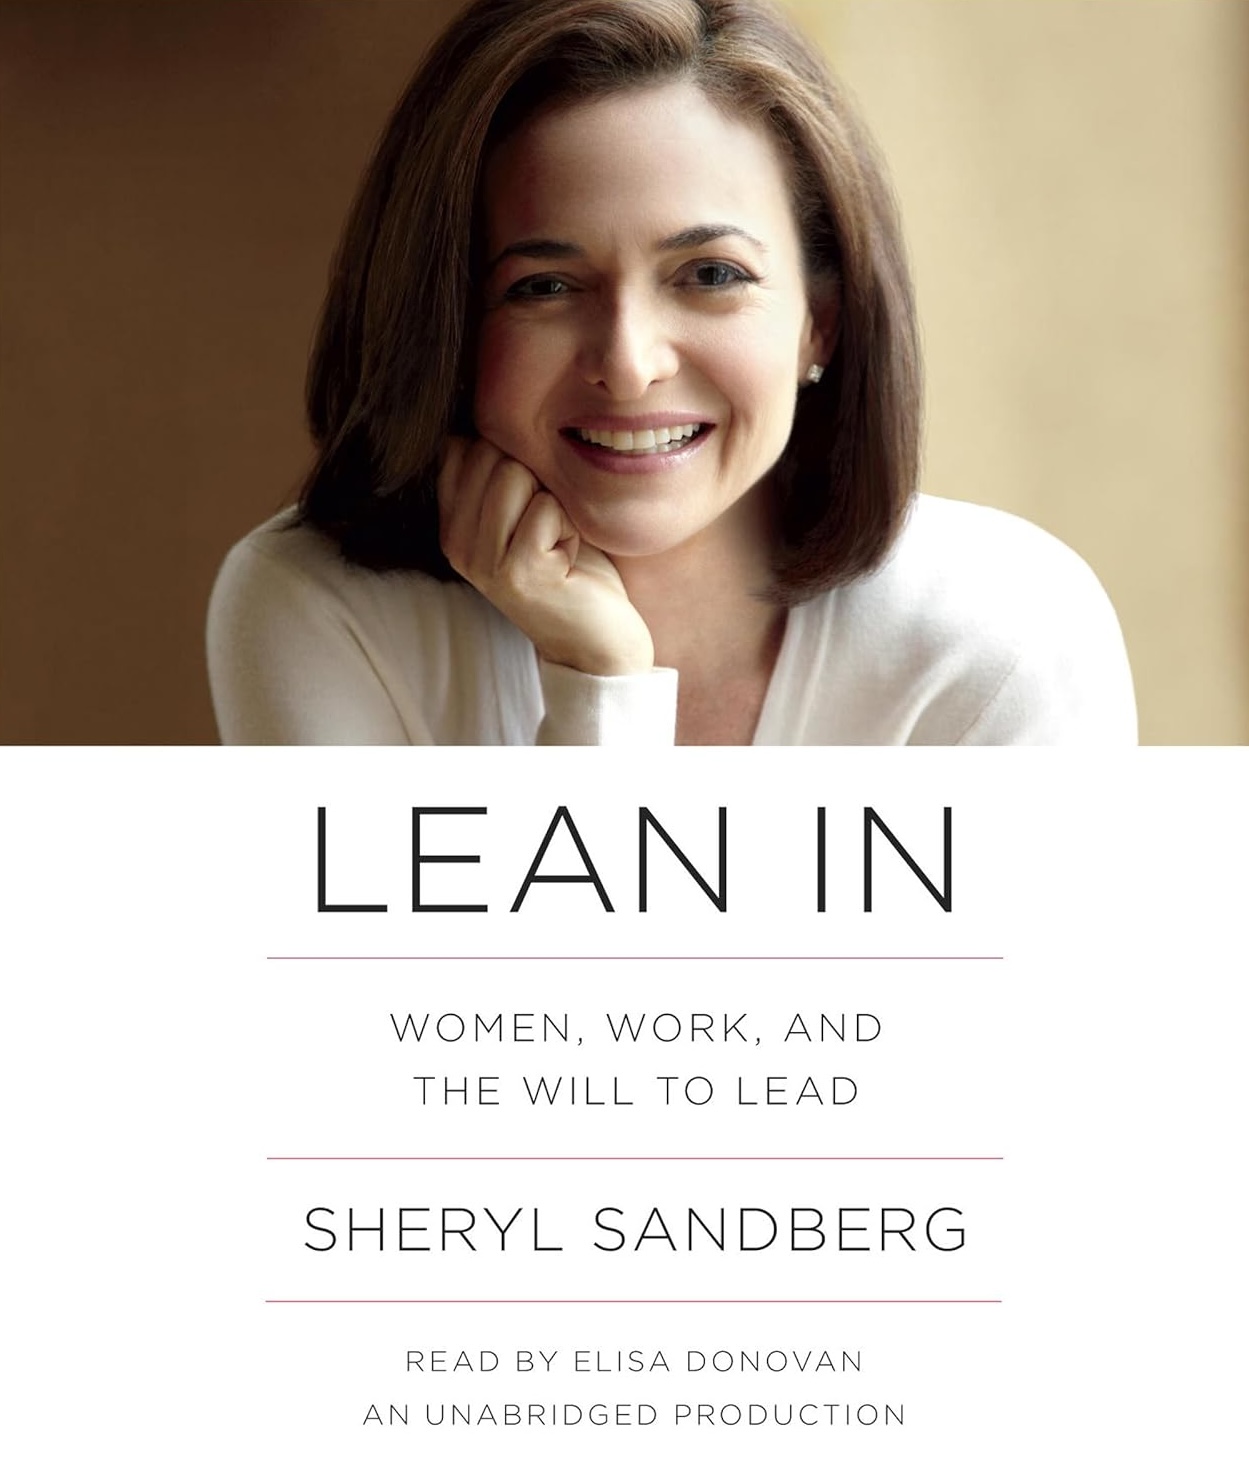 LEAN IN
WOMEN, WORK, AND
THE WILL TO LEAD
SHERYL SANDBERG
READ BY ELISA DONOVAN
AN UNABRIDGED PRODUCTION